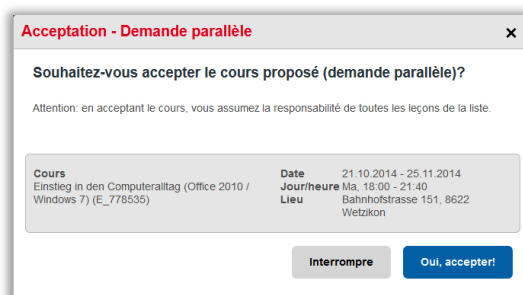 Acceptation - Demande parallèle
Souhaitez-vous accepter le cours proposé (demande parallèle)?
Attention: en acceptant le cours, vous assumez la responsabilité de toutes les leçons de la liste.
Cours
Einstieg in den Computeralltag (Office 2010 /
Windows 7) (E_778535)
Date 21.10.2014 - 25.11.2014
Jour/heure Ma, 18:00 - 21:40
Lieu Bahnhofstrasse 151, 8622
Wetzikon
Interrompre Oui, accepter!